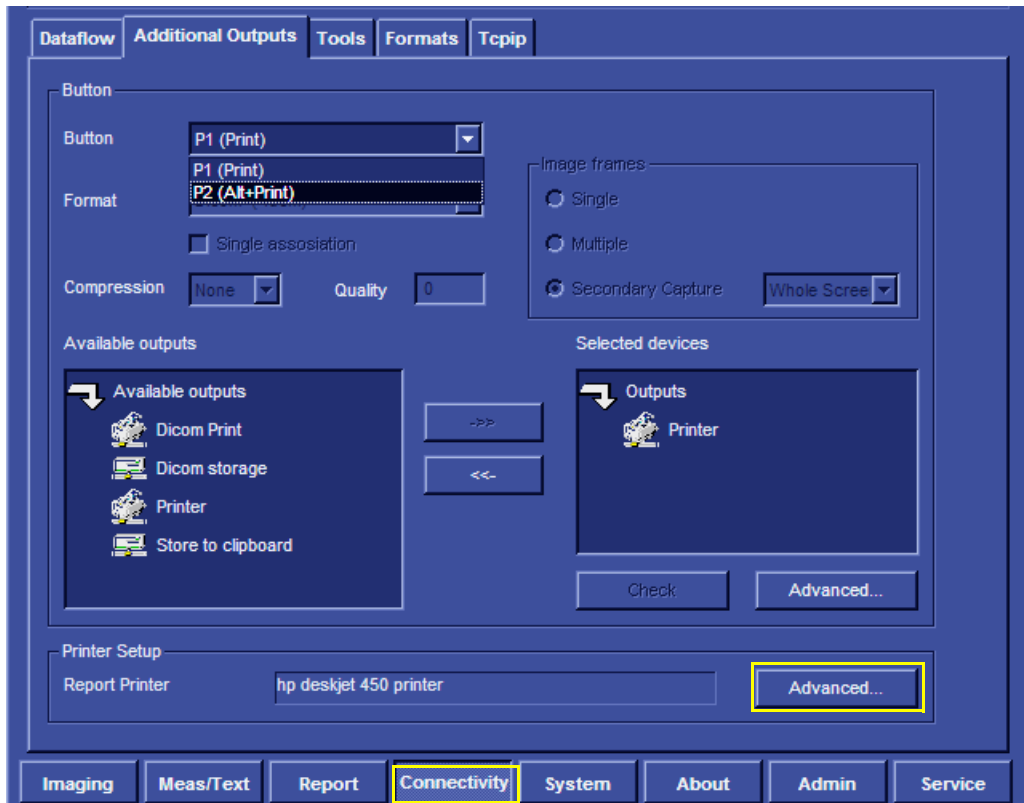 Dataflow Additional Outputs Tools Formats Tcpip
Button
Button P1 (Print)
P1 (Print)
P2 (Alt+Print)
Format
Single assosiation
Compression None Quality 0
Image frames
Single
Multiple
Secondary Capture Whole Scree
Available outputs
Available outputs
Dicom Print
Dicom storage
Printer
Store to clipboard
->>
<<-
Selected devices
Outputs
Printer
Check Advanced...
Printer Setup
Report Printer hp deskjet 450 printer Advanced...
Imaging Meas/Text Report Connectivity System About Admin Service